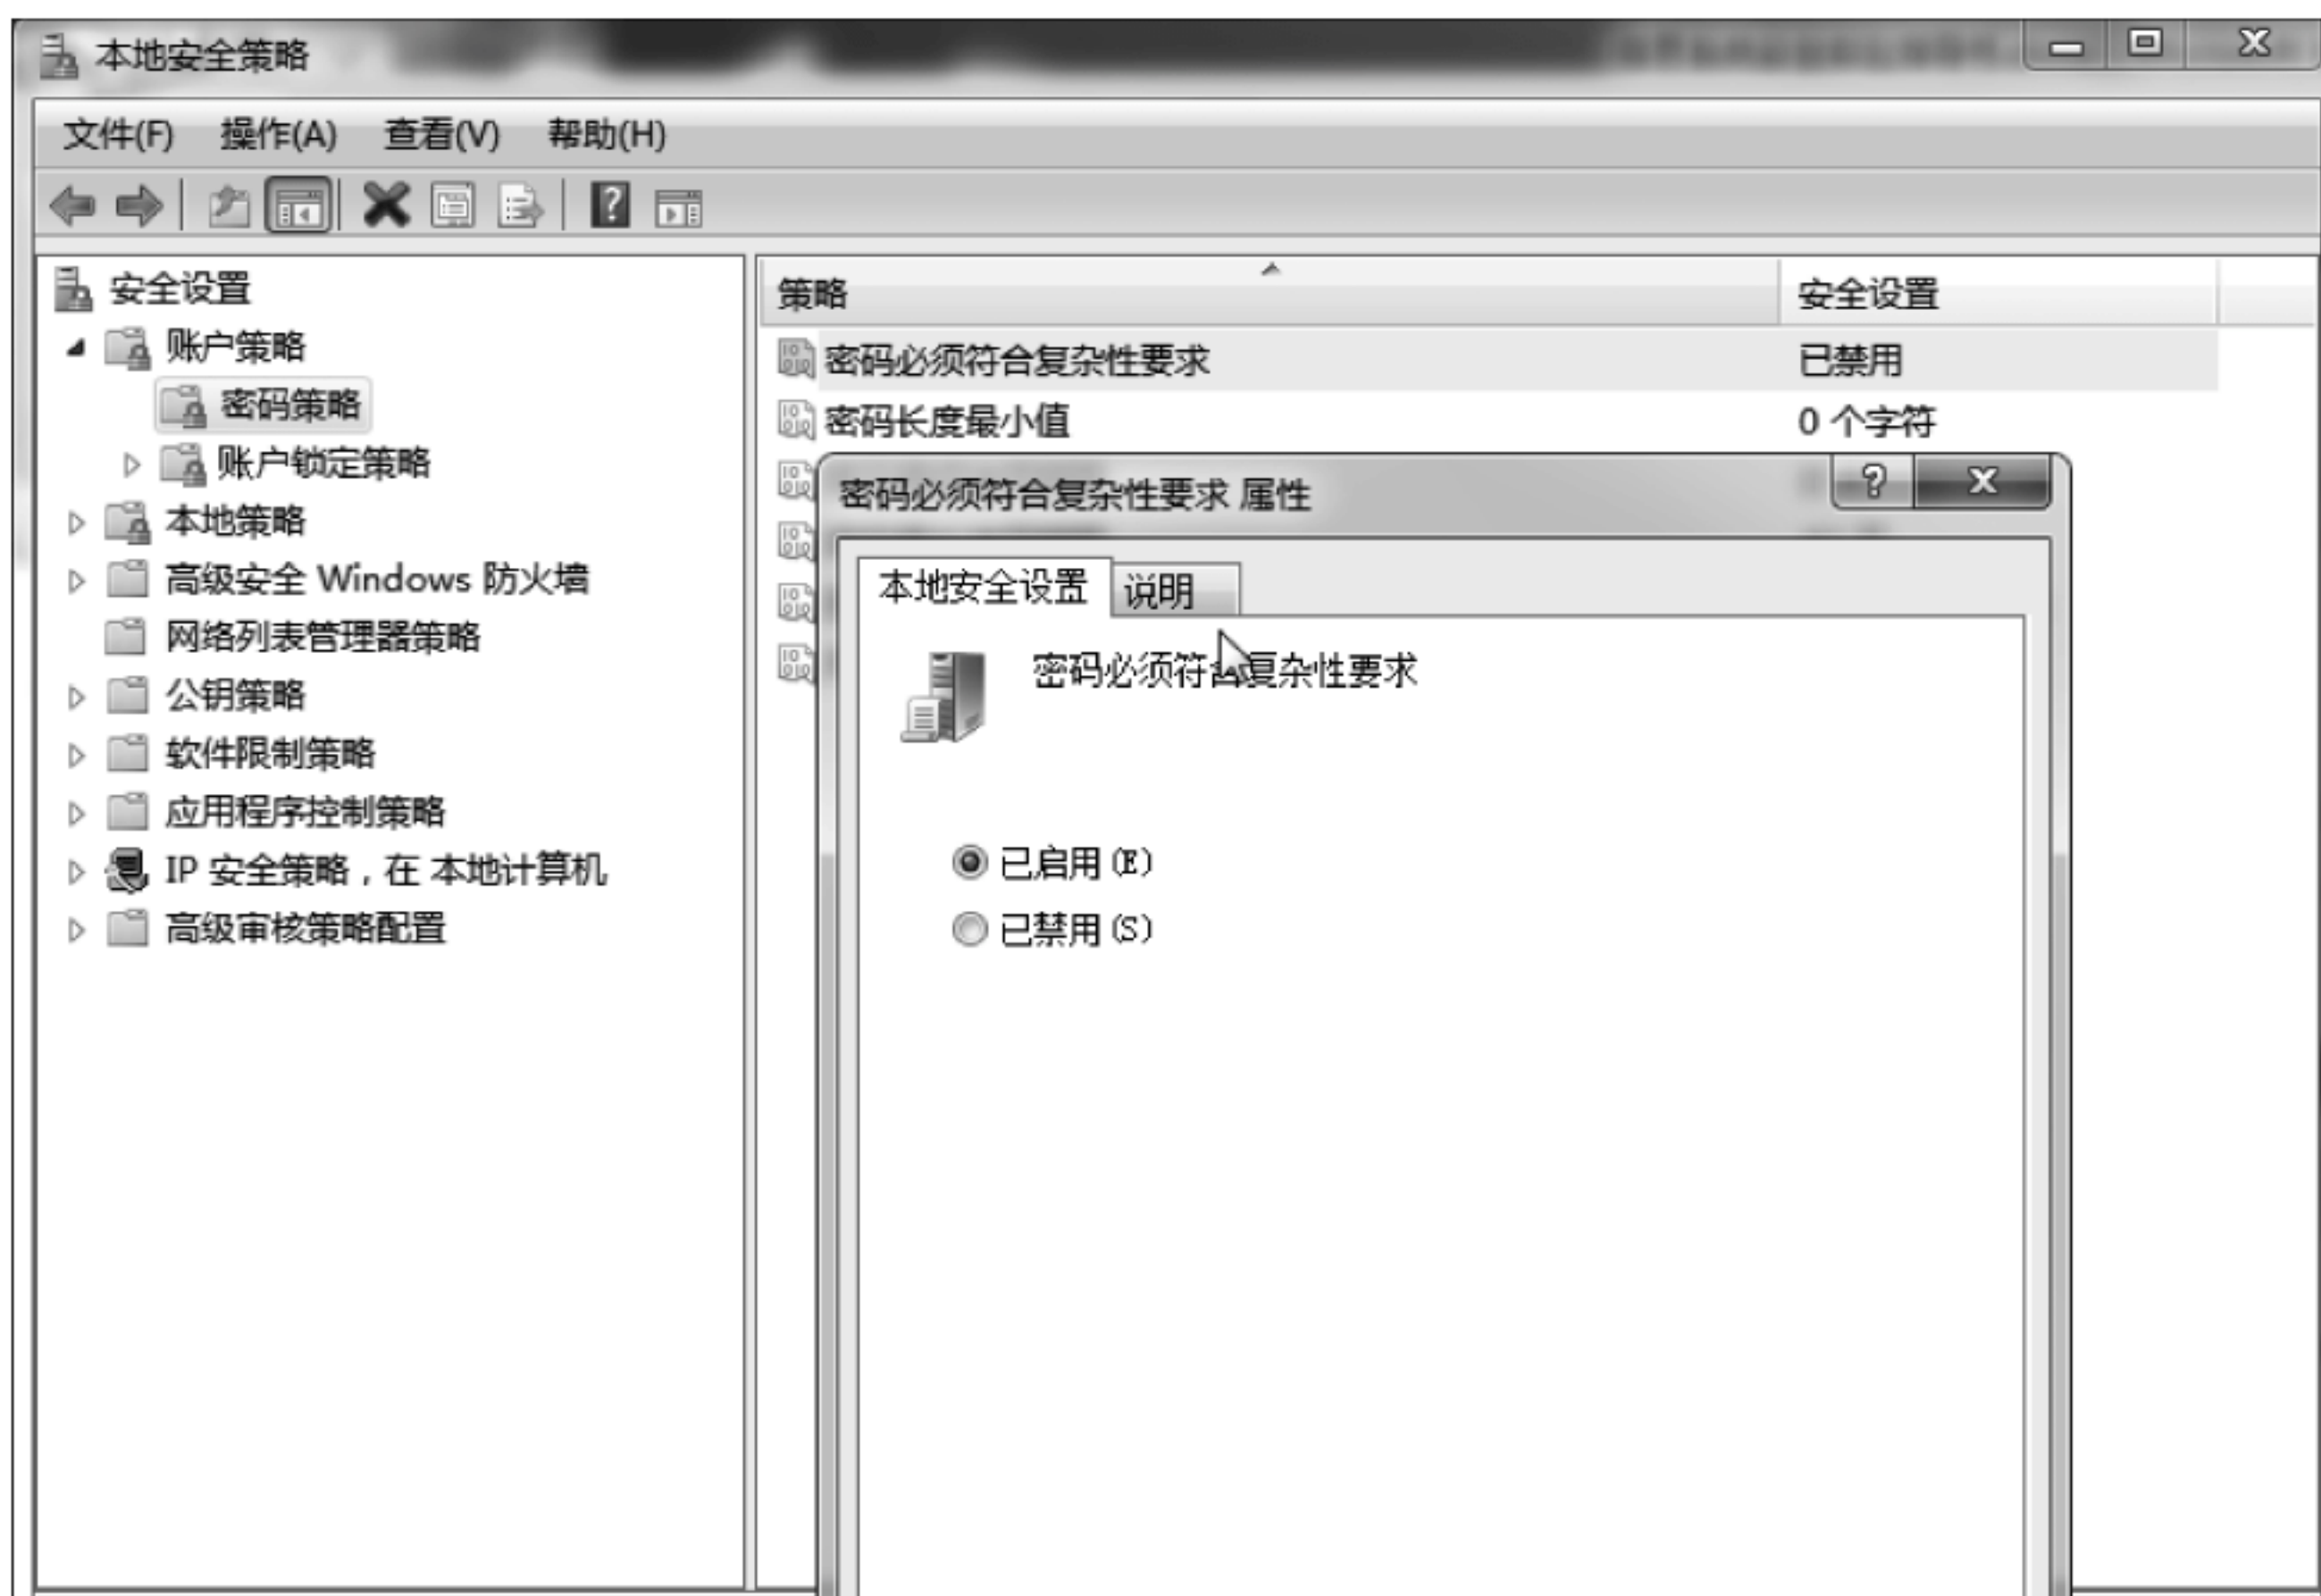 本地安全策略
文件(F) 操作(A) 查看(V) 帮助(H)
安全设置
账户策略
密码策略
账户锁定策略
本地策略
高级安全 Windows 防火墙
网络列表管理器策略
公钥策略
软件限制策略
应用程序控制策略
IP 安全策略，在 本地计算机
高级审核策略配置
策略 安全设置
密码必须符合复杂性要求 已禁用
密码长度最小值 0 个字符
密码必须符合复杂性要求 属性
本地安全设置 说明
密码必须符合复杂性要求
已启用(E)
已禁用(S)